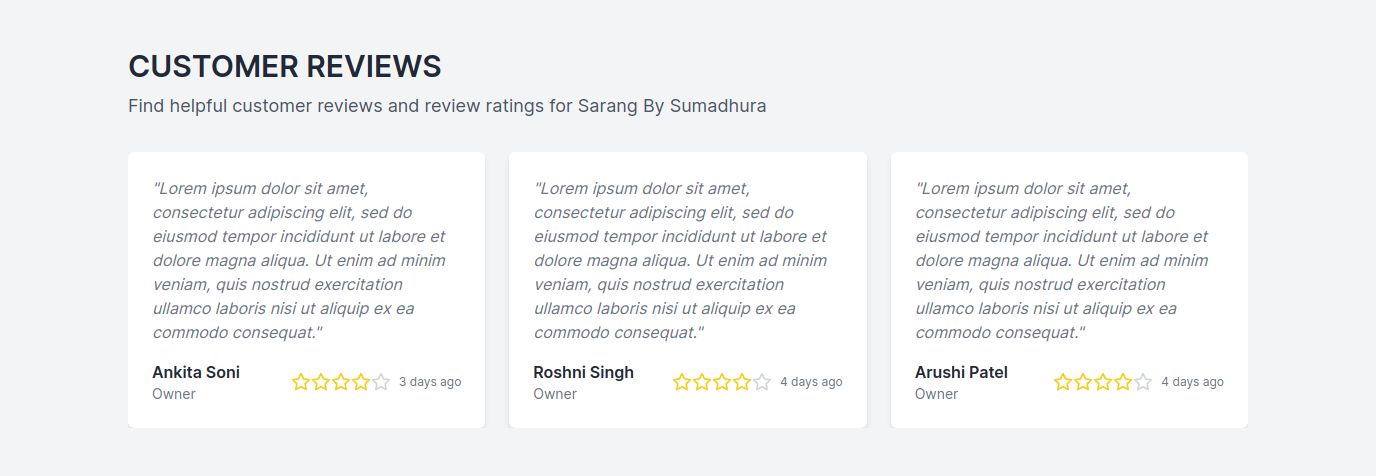 CUSTOMER REVIEWS
Find helpful customer reviews and review ratings for Sarang By Sumadhura
"Lorem ipsum dolor sit amet,
consectetur adipiscing elit, sed do
eiusmod tempor incididunt ut labore et
dolore magna aliqua. Ut enim ad minim
veniam, quis nostrud exercitation
ullamco laboris nisi ut aliquip ex ea
commodo consequat."
Ankita Soni
Owner
3 days ago
"Lorem ipsum dolor sit amet,
consectetur adipiscing elit, sed do
eiusmod tempor incididunt ut labore et
dolore magna aliqua. Ut enim ad minim
veniam, quis nostrud exercitation
ullamco laboris nisi ut aliquip ex ea
commodo consequat."
Roshni Singh
Owner
4 days ago
"Lorem ipsum dolor sit amet,
consectetur adipiscing elit, sed do
eiusmod tempor incididunt ut labore et
dolore magna aliqua. Ut enim ad minim
veniam, quis nostrud exercitation
ullamco laboris nisi ut aliquip ex ea
commodo consequat."
Arushi Patel
Owner
4 days ago